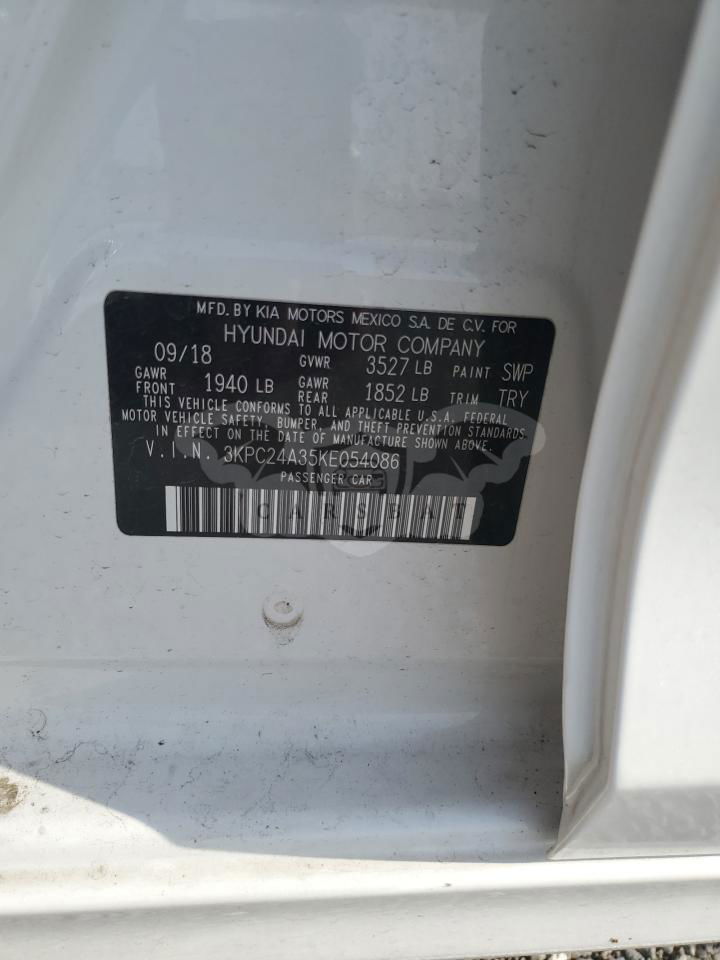 MFD. BY KIA MOTORS MEXICO S.A. DE C.V. FOR
HYUNDAI MOTOR COMPANY
09/18 GVWR 3527 LB PAINT SWP
GAWR FRONT 1940 LB GAWR REAR 1852 LB TRIM TRY
THIS VEHICLE CONFORMS TO ALL APPLICABLE U.S.A. FEDERAL
MOTOR VEHICLE SAFETY, BUMPER, AND THEFT PREVENTION STANDARDS
IN EFFECT ON THE DATE OF MANUFACTURE SHOWN ABOVE.
V.I.N. 3KPC24A35KE054086
PASSENGER CAR
CARSBAT